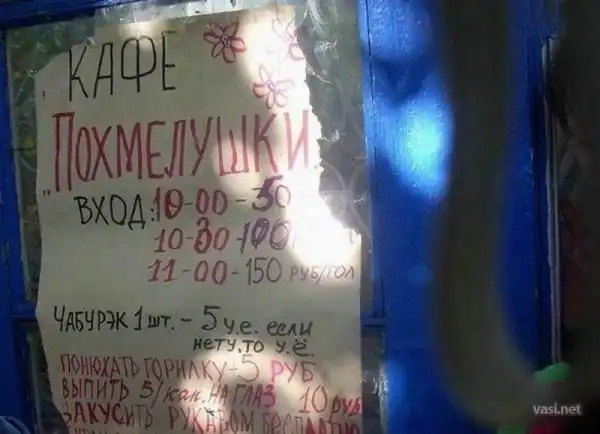 КАФЕ
"ПОХМЕЛУШКИ
ВХОД: 10-00-50
10-30 100
11-00-150 РУБ/ГОЛ
ЧАБУРЭК 1 ШТ. - 5 у.е. если
нету, то у.ё.
ПОНЮХАТЬ ГОРИЛКУ-5 РУБ
ВЫПИТЬ 5/кап. НА ГЛАЗ 10 РУБ
ЗАКУСИТЬ РУКАВОМ БЕСПЛАТНО
vasi.net